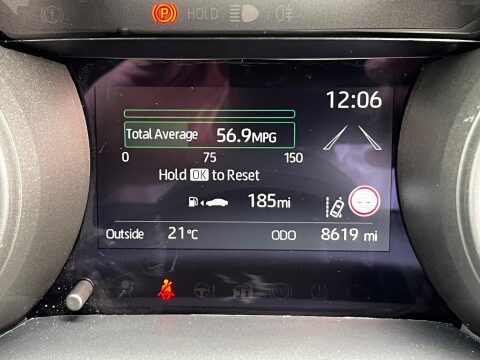 P HOLD
12:06
Total Average 56.9MPG
0 75 150
Hold OK to Reset
185mi
Outside 21°C ODO 8619 mi